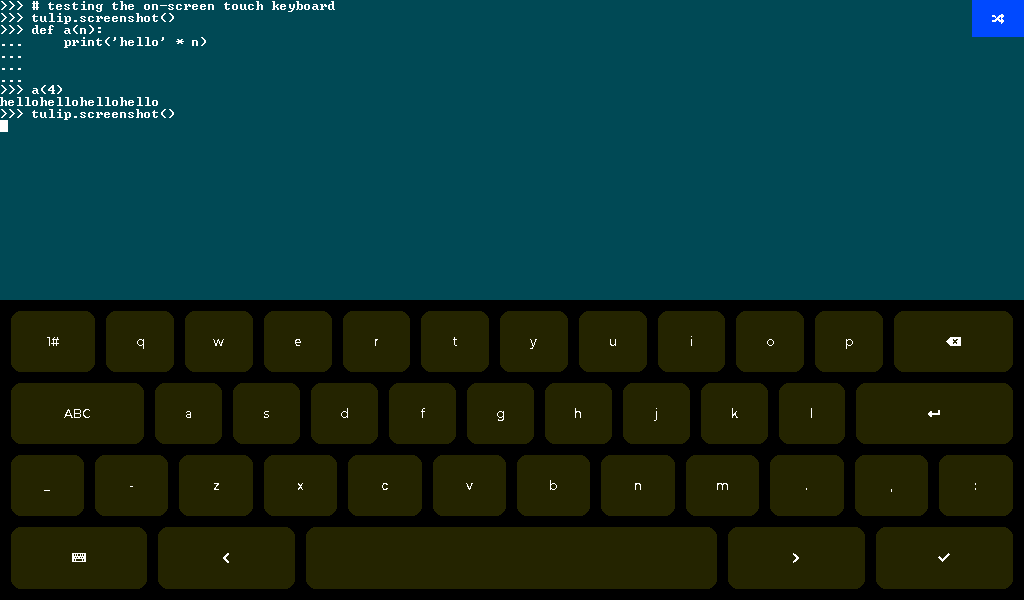 >>> # testing the on-screen touch keyboard
>>> tulip.screenshot()
>>> def a(n):
...     print('hello' * n)
...
...
...
>>> a(4)
hellohellohellohello
>>> tulip.screenshot()
1# q w e r t y u i o p
ABC a s d f g h j k l
_ - z x c v b n m . , :